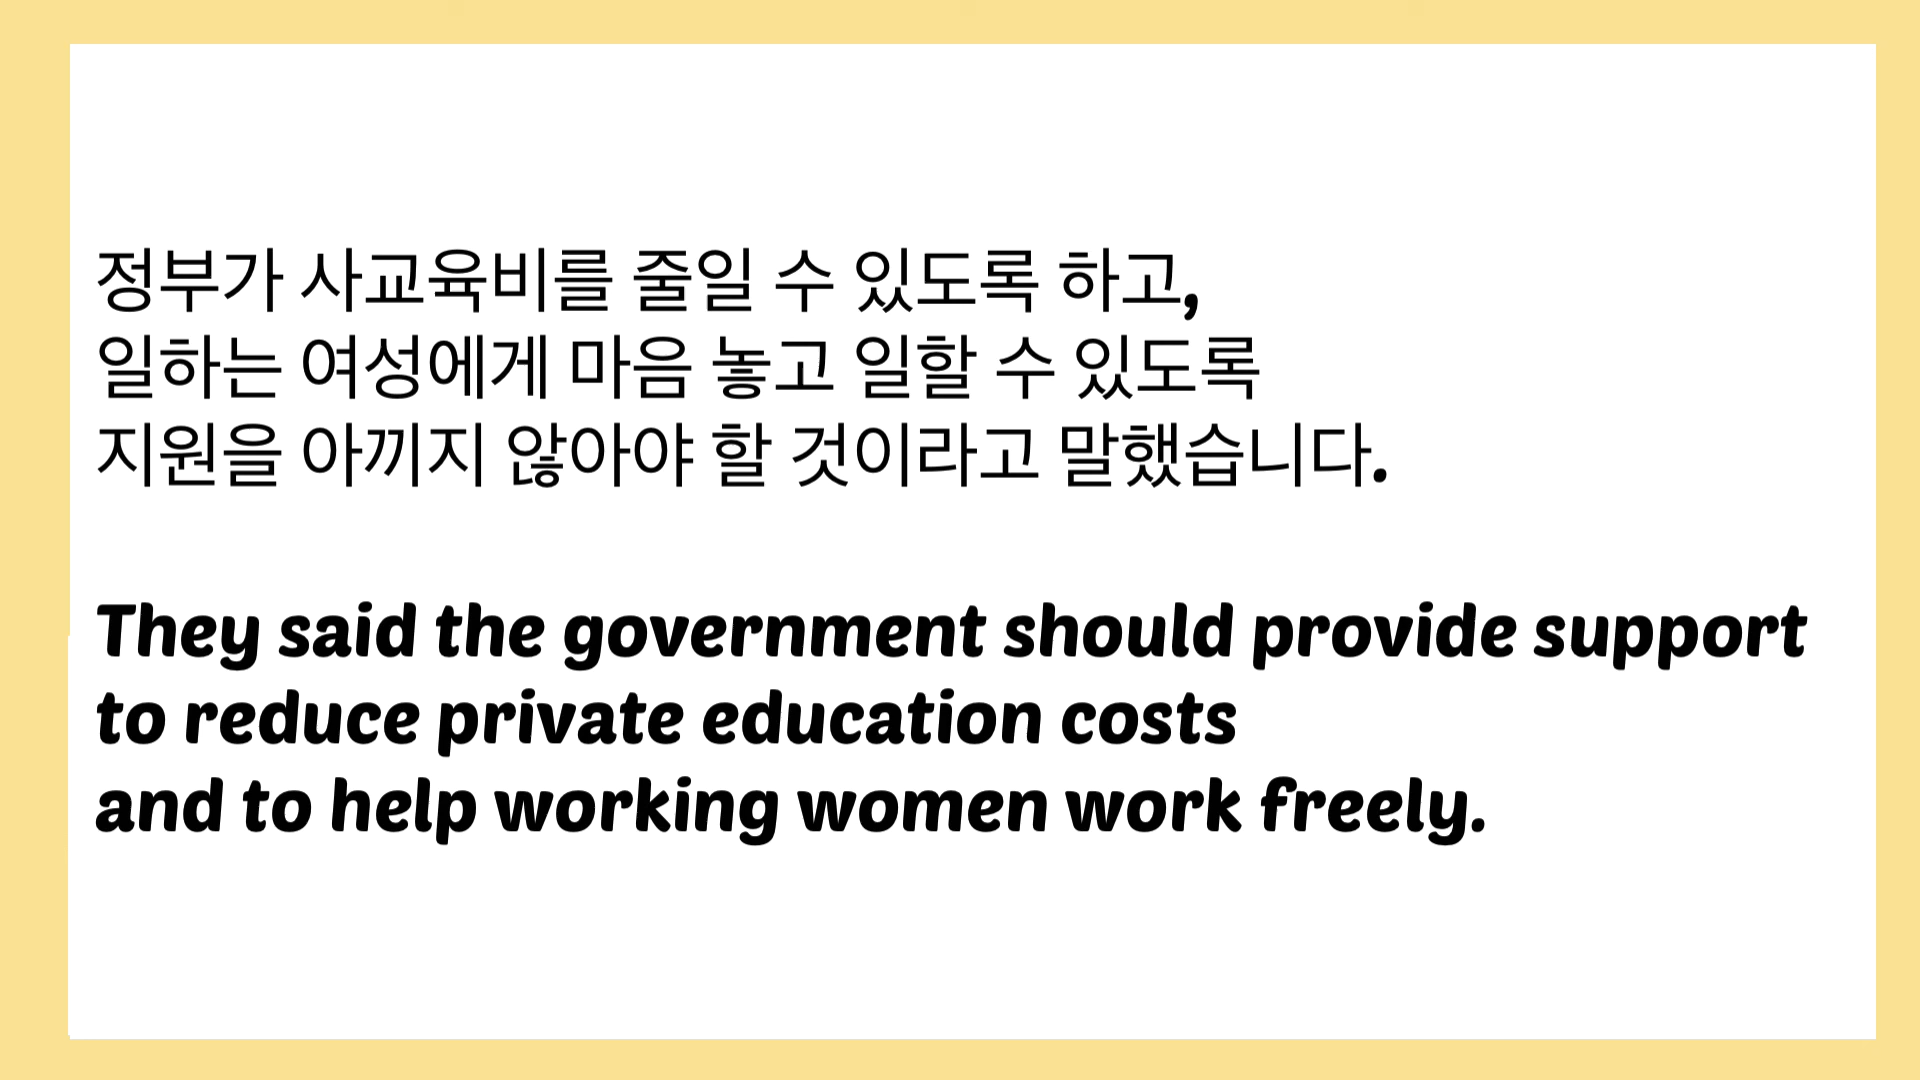 정부가 사교육비를 줄일 수 있도록 하고,
일하는 여성에게 마음 놓고 일할 수 있도록
지원을 아끼지 않아야 할 것이라고 말했습니다.
They said the government should provide support
to reduce private education costs
and to help working women work freely.